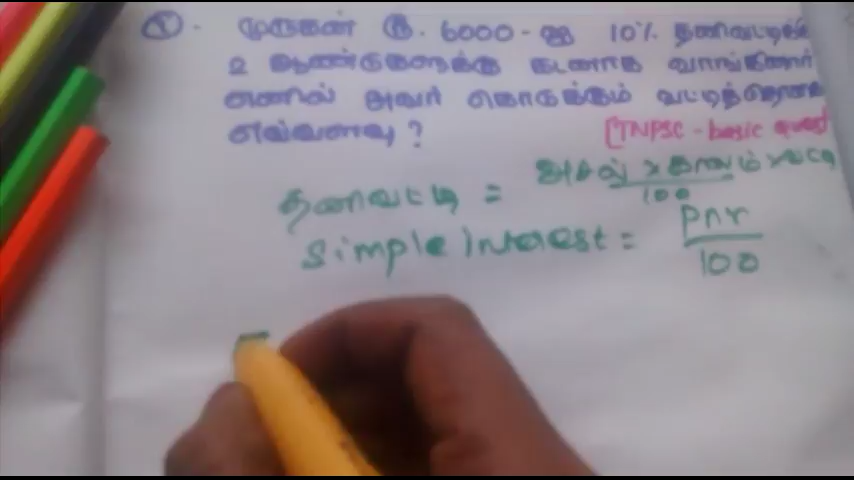 ①. முருகன் ரூ. 6000-ஐ 10% தனிவட்டிக்கு
2 ஆண்டுகளுக்கு கடனாக வாங்கினார்
எனில் அவர் கொடுக்கும் வட்டித்தொகை
எவ்வளவு? [TNPSC - basic quest
தனிவட்டி = அசல் x காலம் x வட்டி
100
Simple Interest = pnr
100